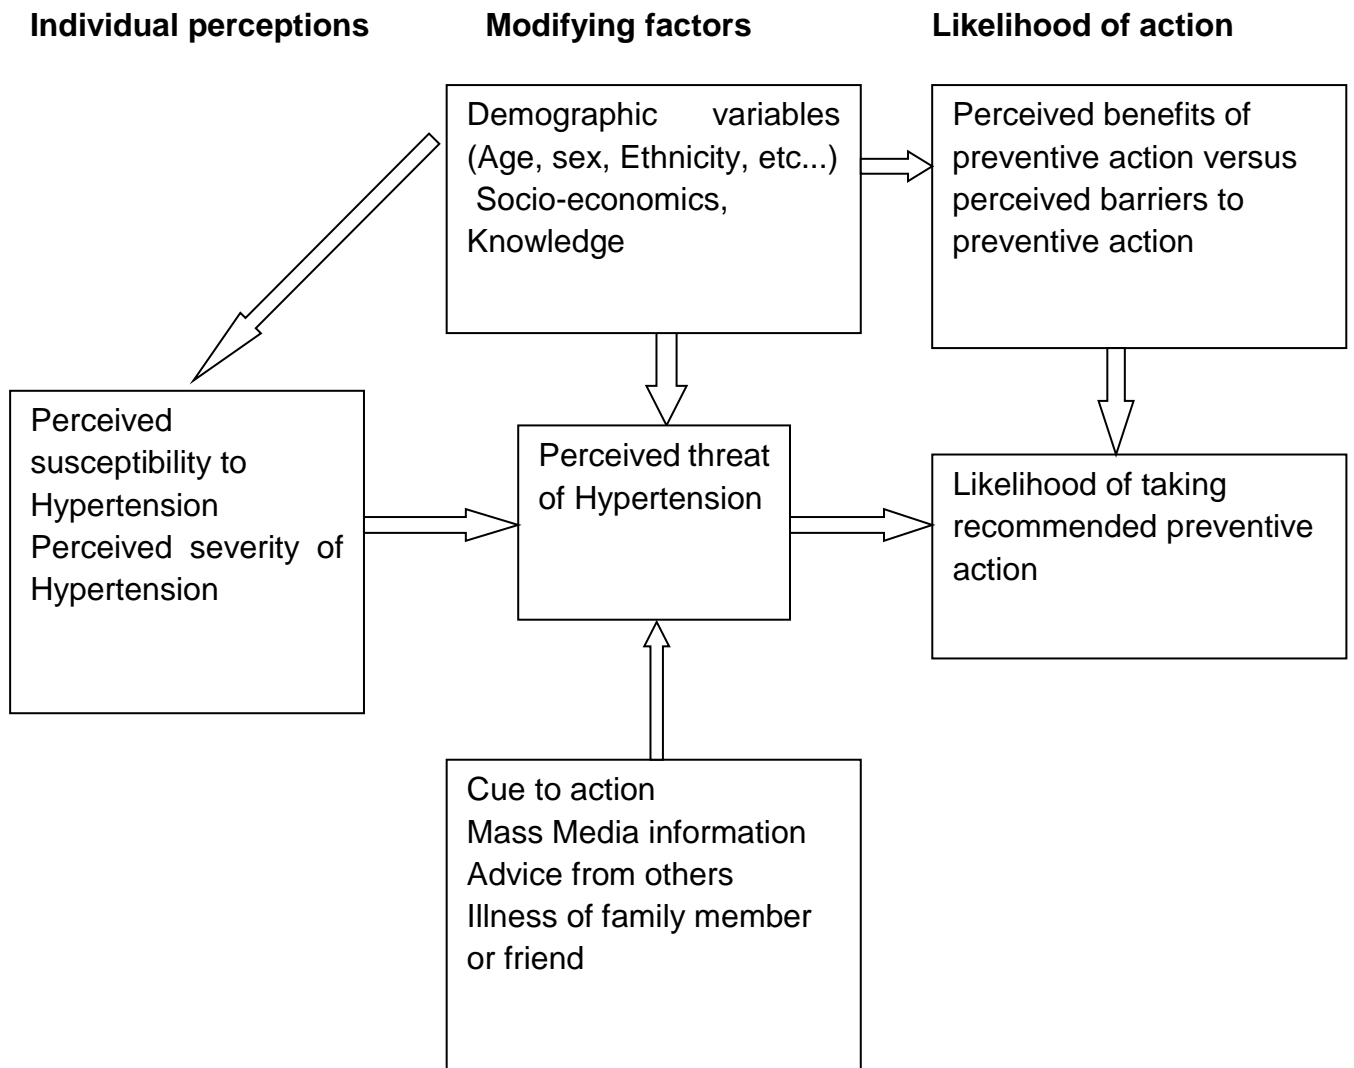 Individual perceptions
Modifying factors
Likelihood of action
Demographic variables
(Age, sex, Ethnicity, etc...)
Socio-economics,
Knowledge
Perceived benefits of
preventive action versus
perceived barriers to
preventive action
Perceived
susceptibility to
Hypertension
Perceived severity of
Hypertension
Perceived threat
of Hypertension
Likelihood of taking
recommended preventive
action
Cue to action
Mass Media information
Advice from others
Illness of family member
or friend